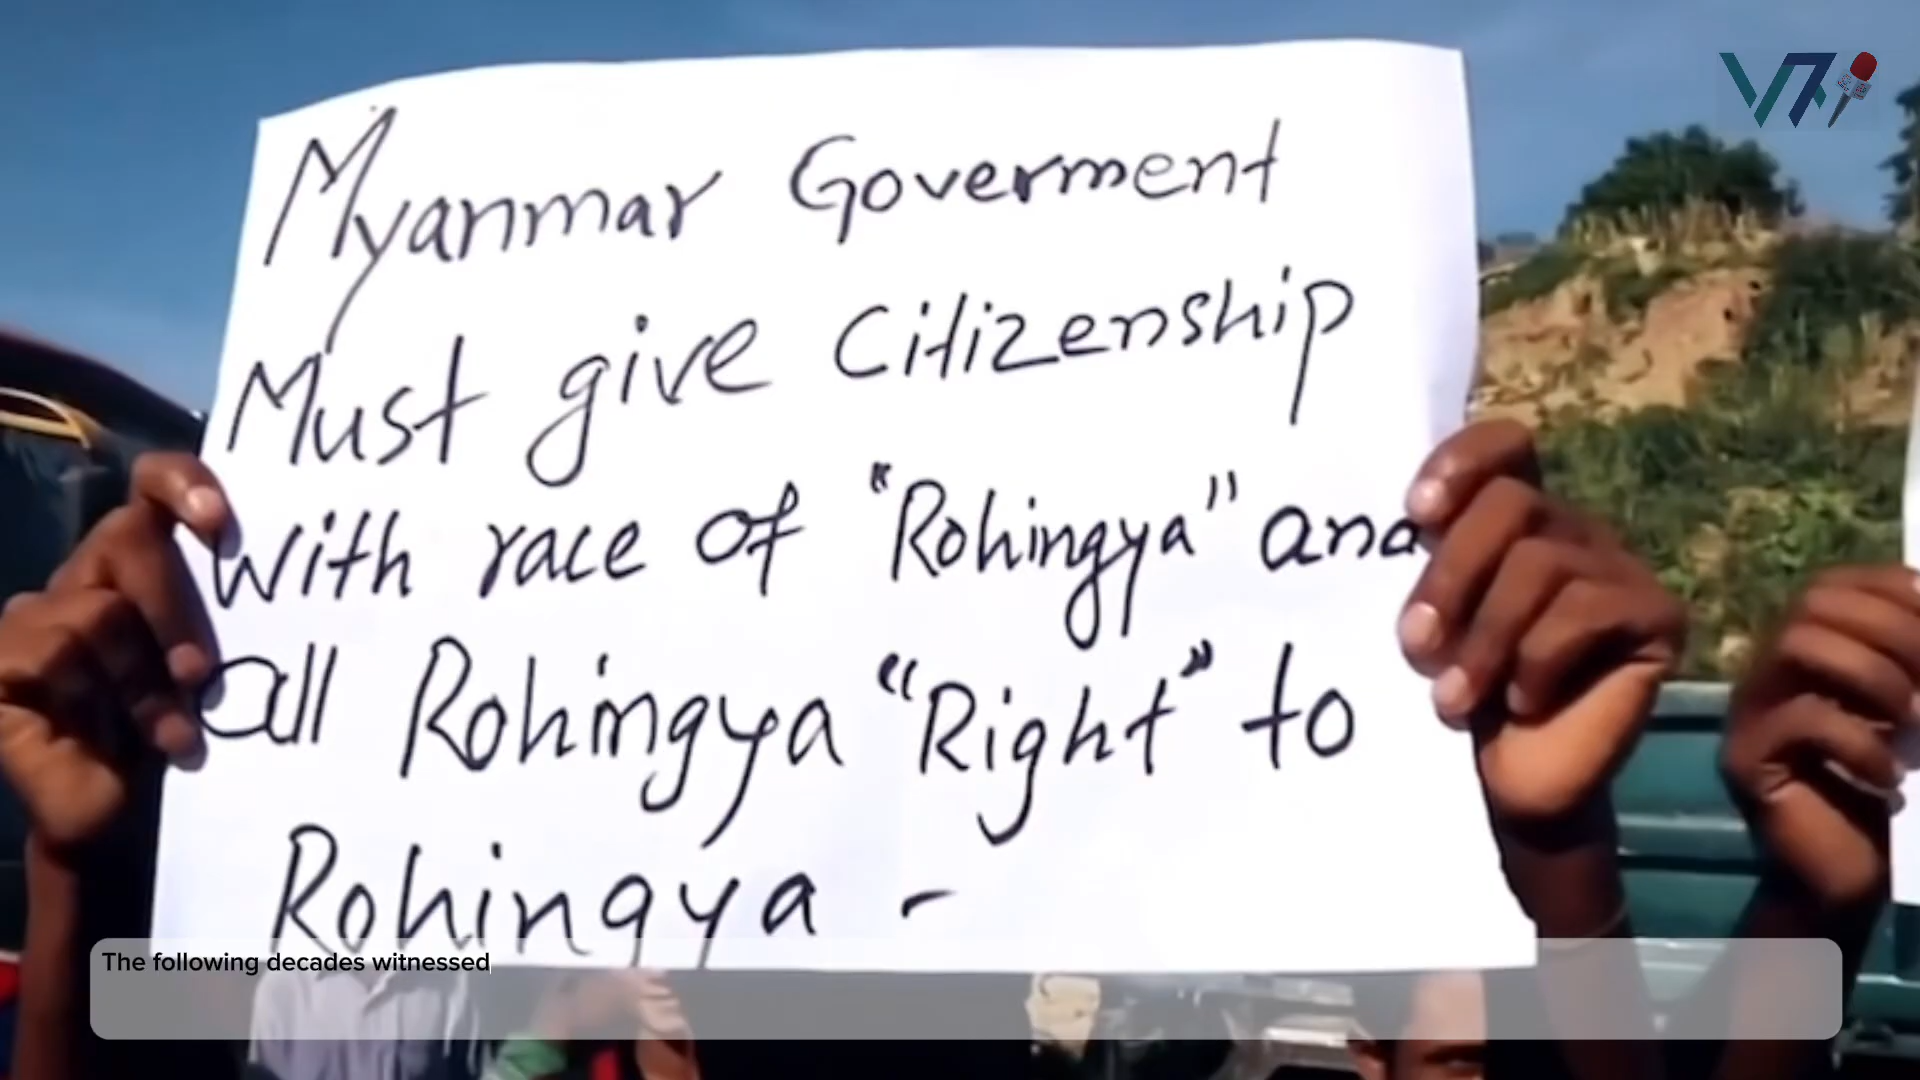 Myanmar Goverment
Must give Citizenship
With race of "Rohingya" and
all Rohingya "Right" to
Rohingya -
The following decades witnessed
V7